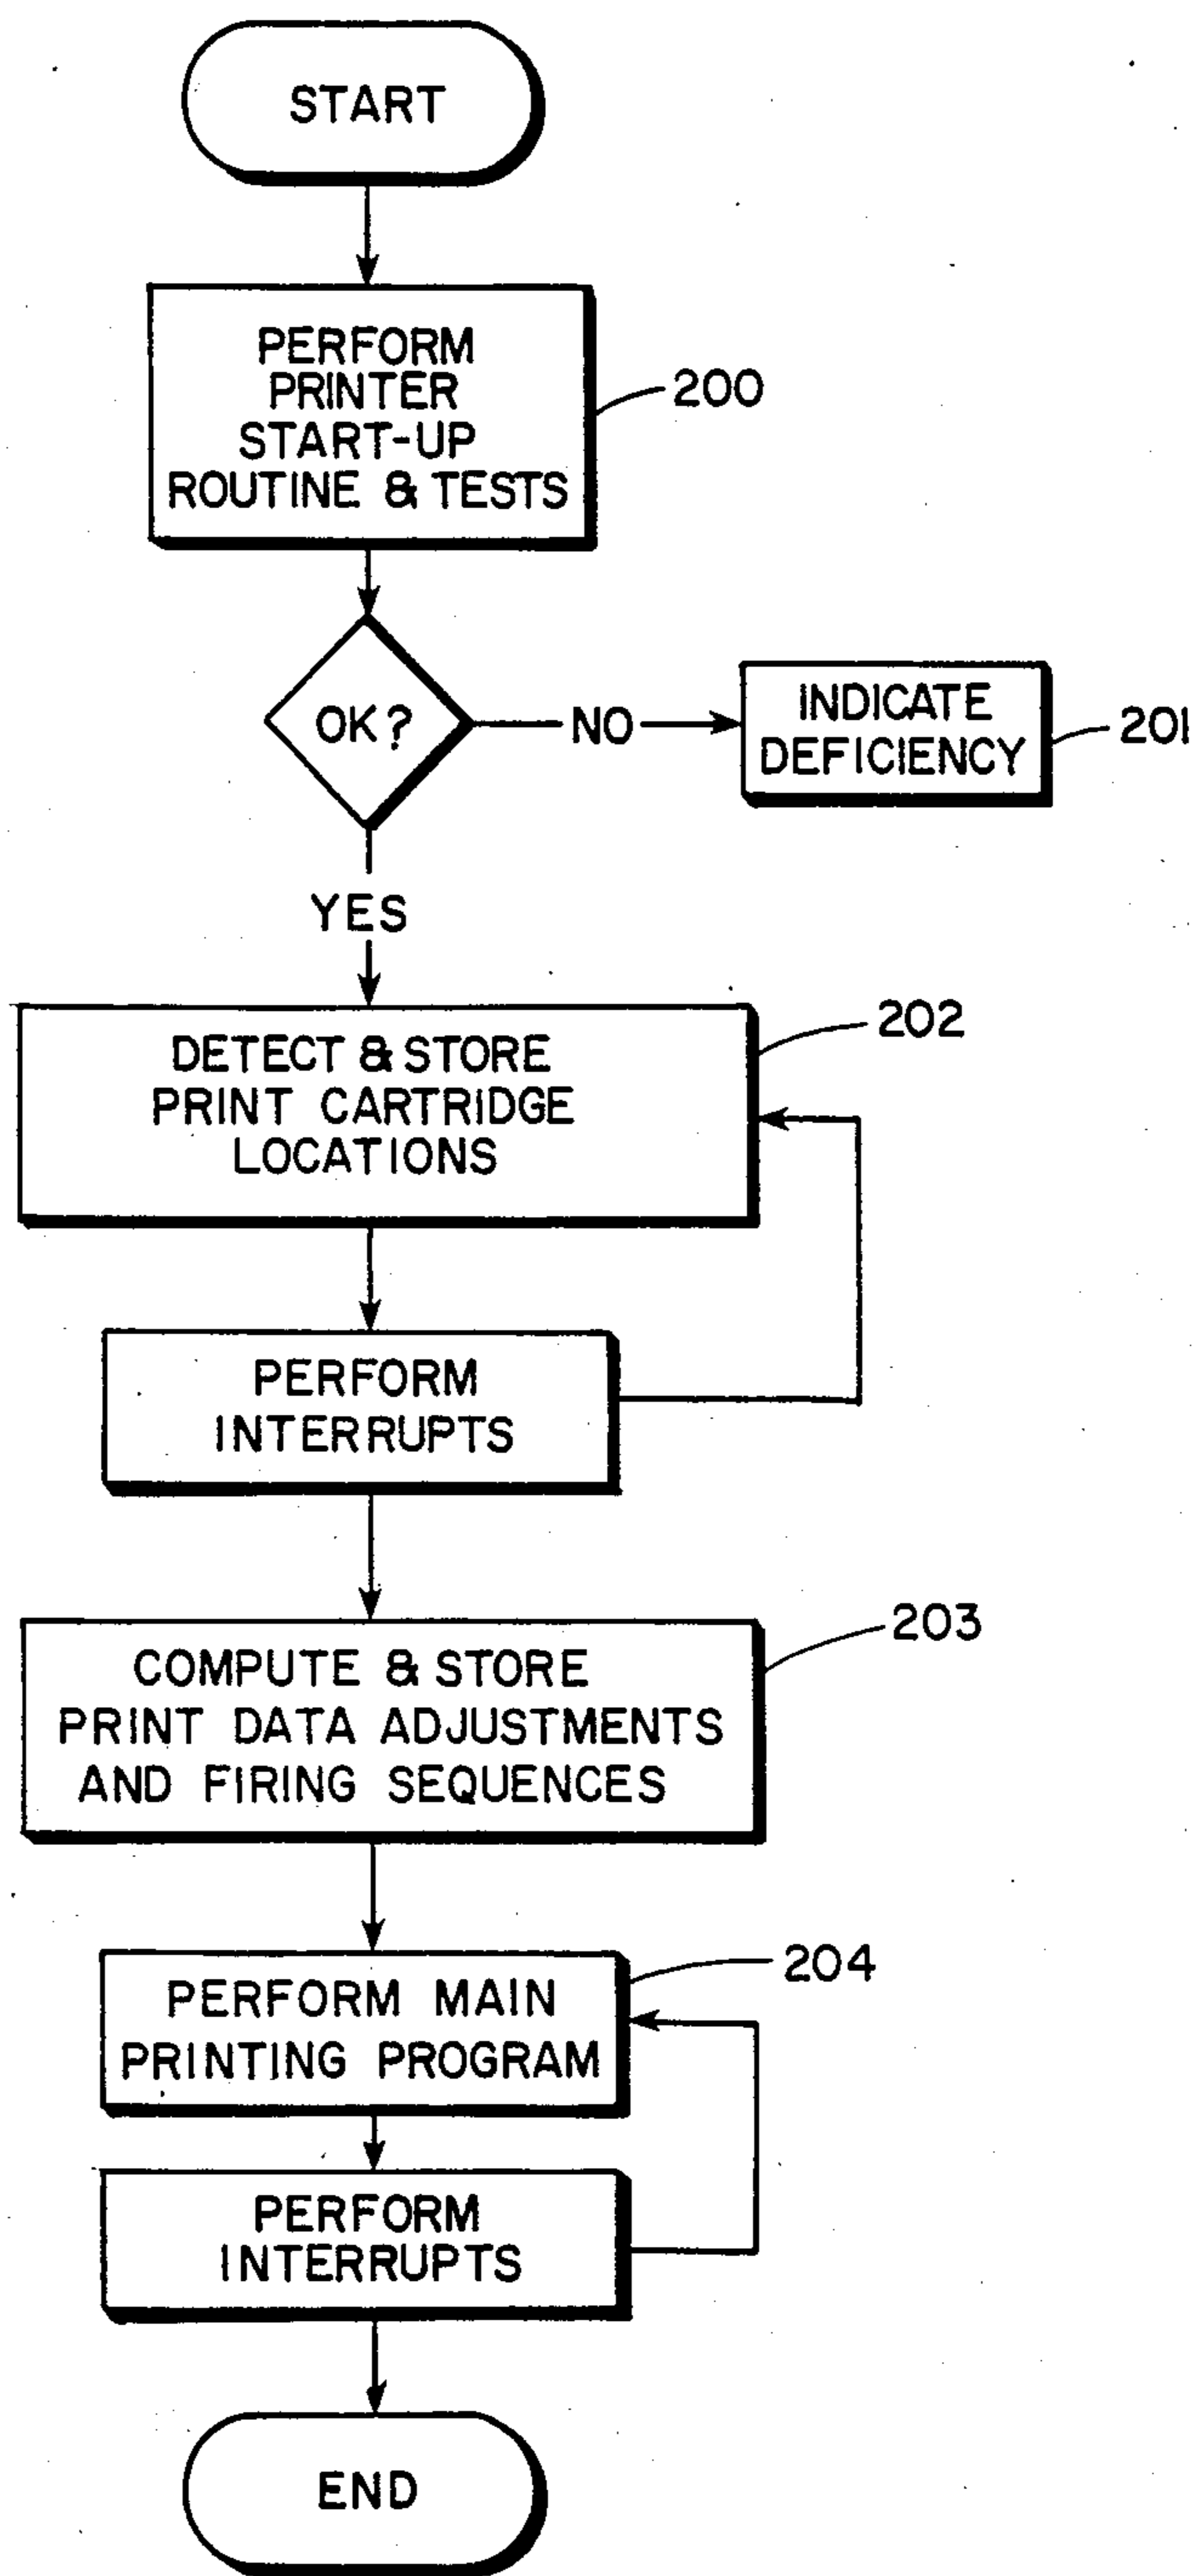 START
PERFORM
PRINTER
START-UP
ROUTINE & TESTS
200
OK?
NO
INDICATE
DEFICIENCY
201
YES
DETECT & STORE
PRINT CARTRIDGE
LOCATIONS
202
PERFORM
INTERRUPTS
COMPUTE & STORE
PRINT DATA ADJUSTMENTS
AND FIRING SEQUENCES
203
PERFORM MAIN
PRINTING PROGRAM
204
PERFORM
INTERRUPTS
END